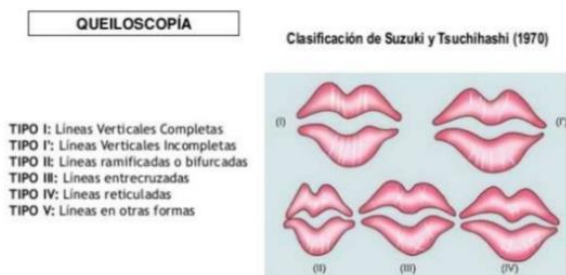 QUEILOSCOPÍA
Clasificación de Suzuki y Tsuchihashi (1970)
TIPO I: Líneas Verticales Completas
TIPO I': Líneas Verticales Incompletas
TIPO II: Líneas ramificadas o bifurcadas
TIPO III: Líneas entrecruzadas
TIPO IV: Líneas reticuladas
TIPO V: Líneas en otras formas
(I)
(I')
(II)
(III)
(IV)